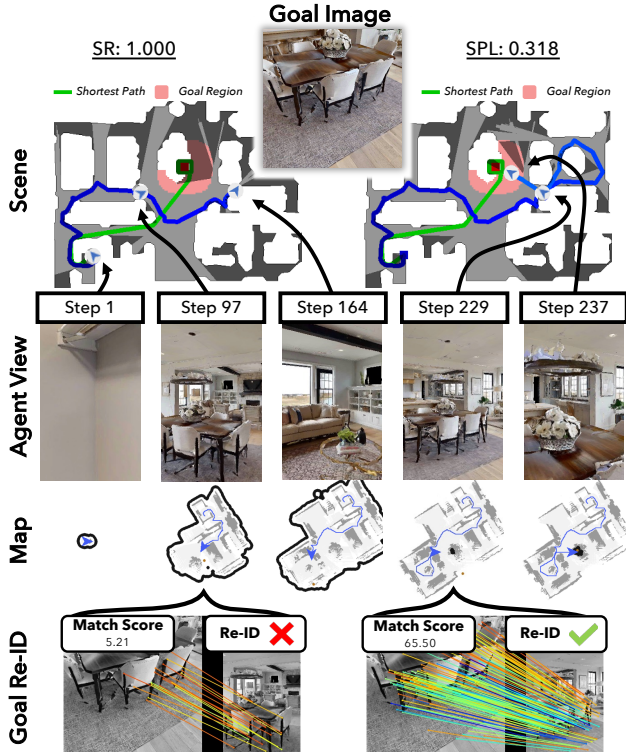 Goal Image
SR: 1.000
SPL: 0.318
Shortest Path
Goal Region
Shortest Path
Goal Region
Scene
Step 1
Step 97
Step 164
Step 229
Step 237
Agent View
Map
Goal Re-ID
Match Score
5.21
Re-ID
Match Score
65.50
Re-ID